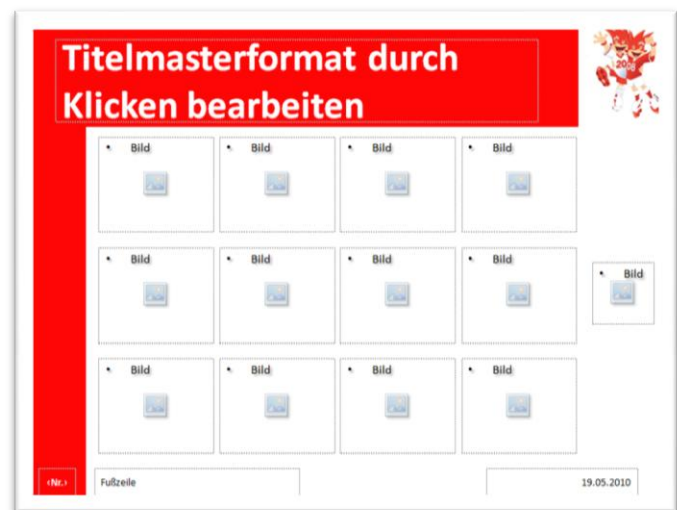 Titelmasterformat durch
Klicken bearbeiten
2008
• Bild
• Bild
• Bild
• Bild
• Bild
• Bild
• Bild
• Bild
• Bild
• Bild
• Bild
• Bild
• Bild
‹Nr.›
Fußzeile
19.05.2010